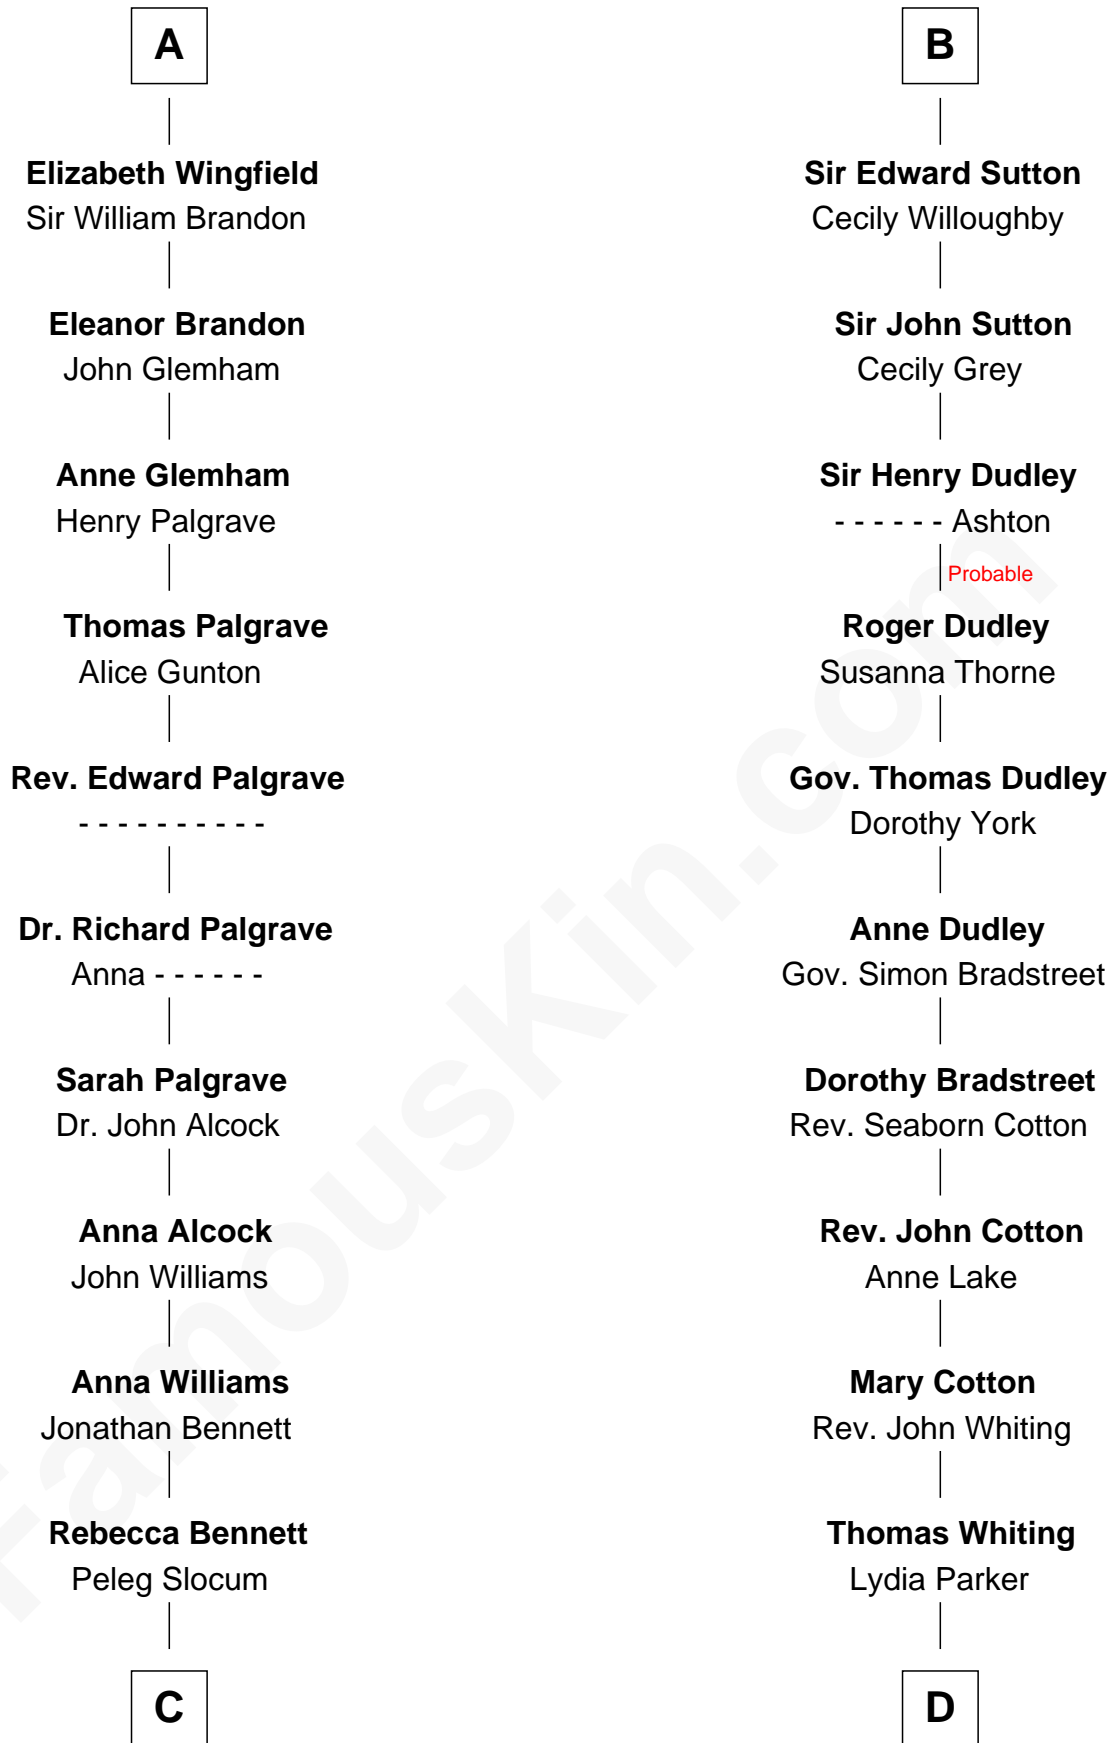 A
Elizabeth Wingfield
Sir William Brandon
Eleanor Brandon
John Glemham
Anne Glemham
Henry Palgrave
Thomas Palgrave
Alice Gunton
Rev. Edward Palgrave
- - - - - - - - - -
Dr. Richard Palgrave
Anna - - - - - -
Sarah Palgrave
Dr. John Alcock
Anna Alcock
John Williams
Anna Williams
Jonathan Bennett
Rebecca Bennett
Peleg Slocum
C
B
Sir Edward Sutton
Cecily Willoughby
Sir John Sutton
Cecily Grey
Sir Henry Dudley
- - - - - - Ashton
Probable
Roger Dudley
Susanna Thorne
Gov. Thomas Dudley
Dorothy York
Anne Dudley
Gov. Simon Bradstreet
Dorothy Bradstreet
Rev. Seaborn Cotton
Rev. John Cotton
Anne Lake
Mary Cotton
Rev. John Whiting
Thomas Whiting
Lydia Parker
D
FamousKin.com